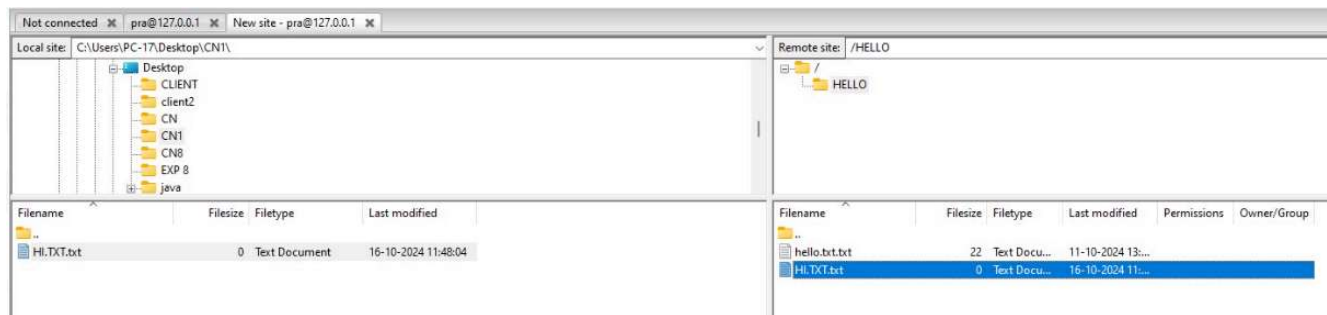 Not connected pra@127.0.0.1 New site - pra@127.0.0.1
Local site: C:\Users\PC-17\Desktop\CN1\
Desktop
CLIENT
client2
CN
CN1
CN8
EXP 8
java
Filename Filesize Filetype Last modified
..
HI.TXT.txt 0 Text Document 16-10-2024 11:48:04
Remote site: /HELLO
/
HELLO
Filename Filesize Filetype Last modified Permissions Owner/Group
..
hello.txt.txt 22 Text Docu... 11-10-2024 13:...
HI.TXT.txt 0 Text Docu... 16-10-2024 11:...